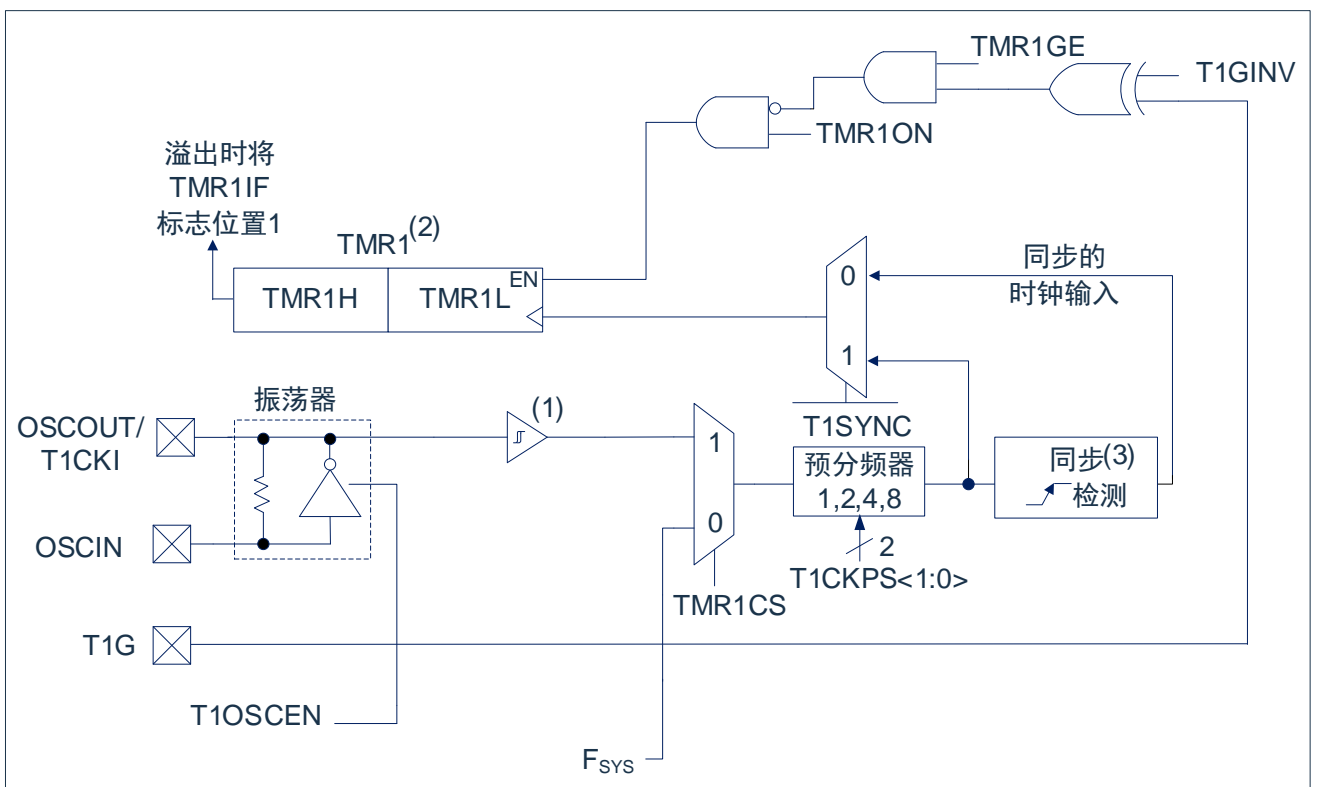 TMR1GE
T1GINV
TMR1ON
溢出时将
TMR1IF
标志位置1
TMR1(2)
EN
TMR1H
TMR1L
0
同步的
时钟输入
1
T1SYNC
振荡器
(1)
OSCOUT/
T1CKI
1
预分频器
1,2,4,8
同步(3)
检测
0
OSCIN
2
T1CKPS<1:0>
TMR1CS
T1G
T1OSCEN
FSYS